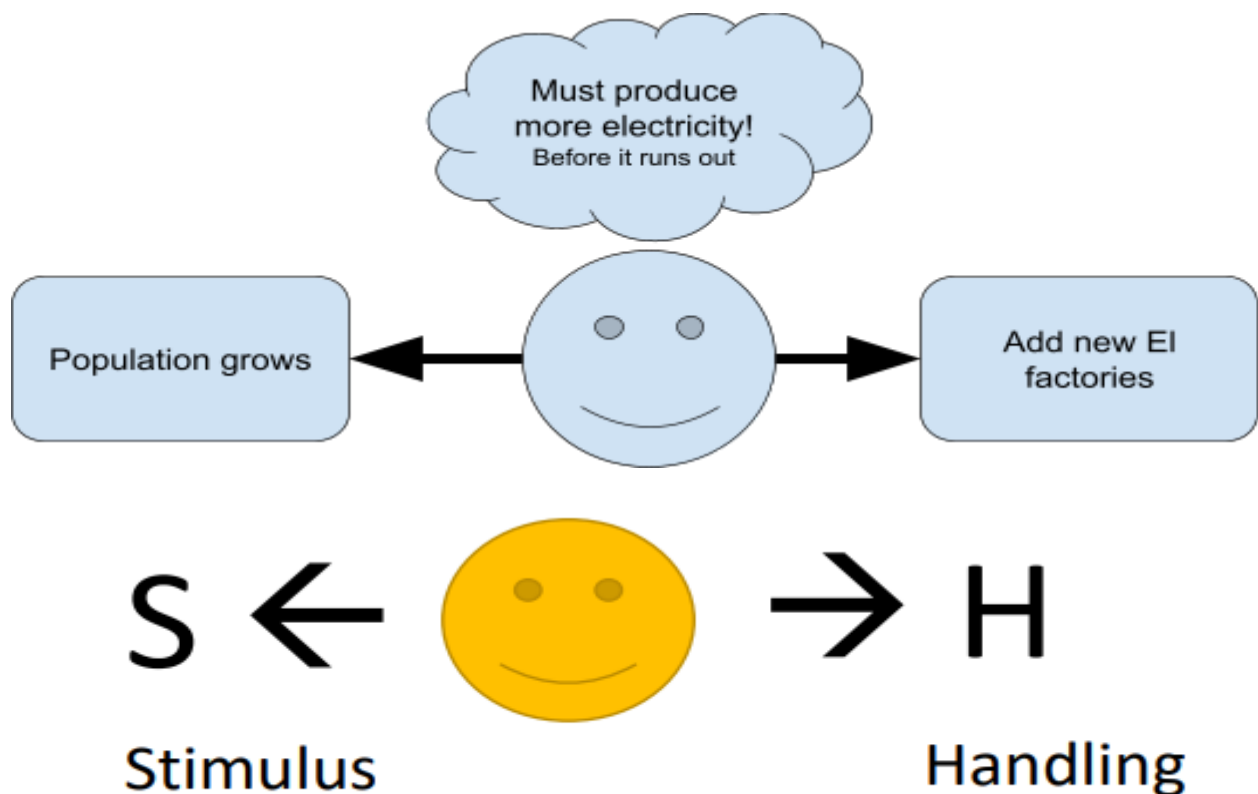 Must produce
more electricity!
Before it runs out
Population grows
Add new El
factories
S
H
Stimulus
Handling